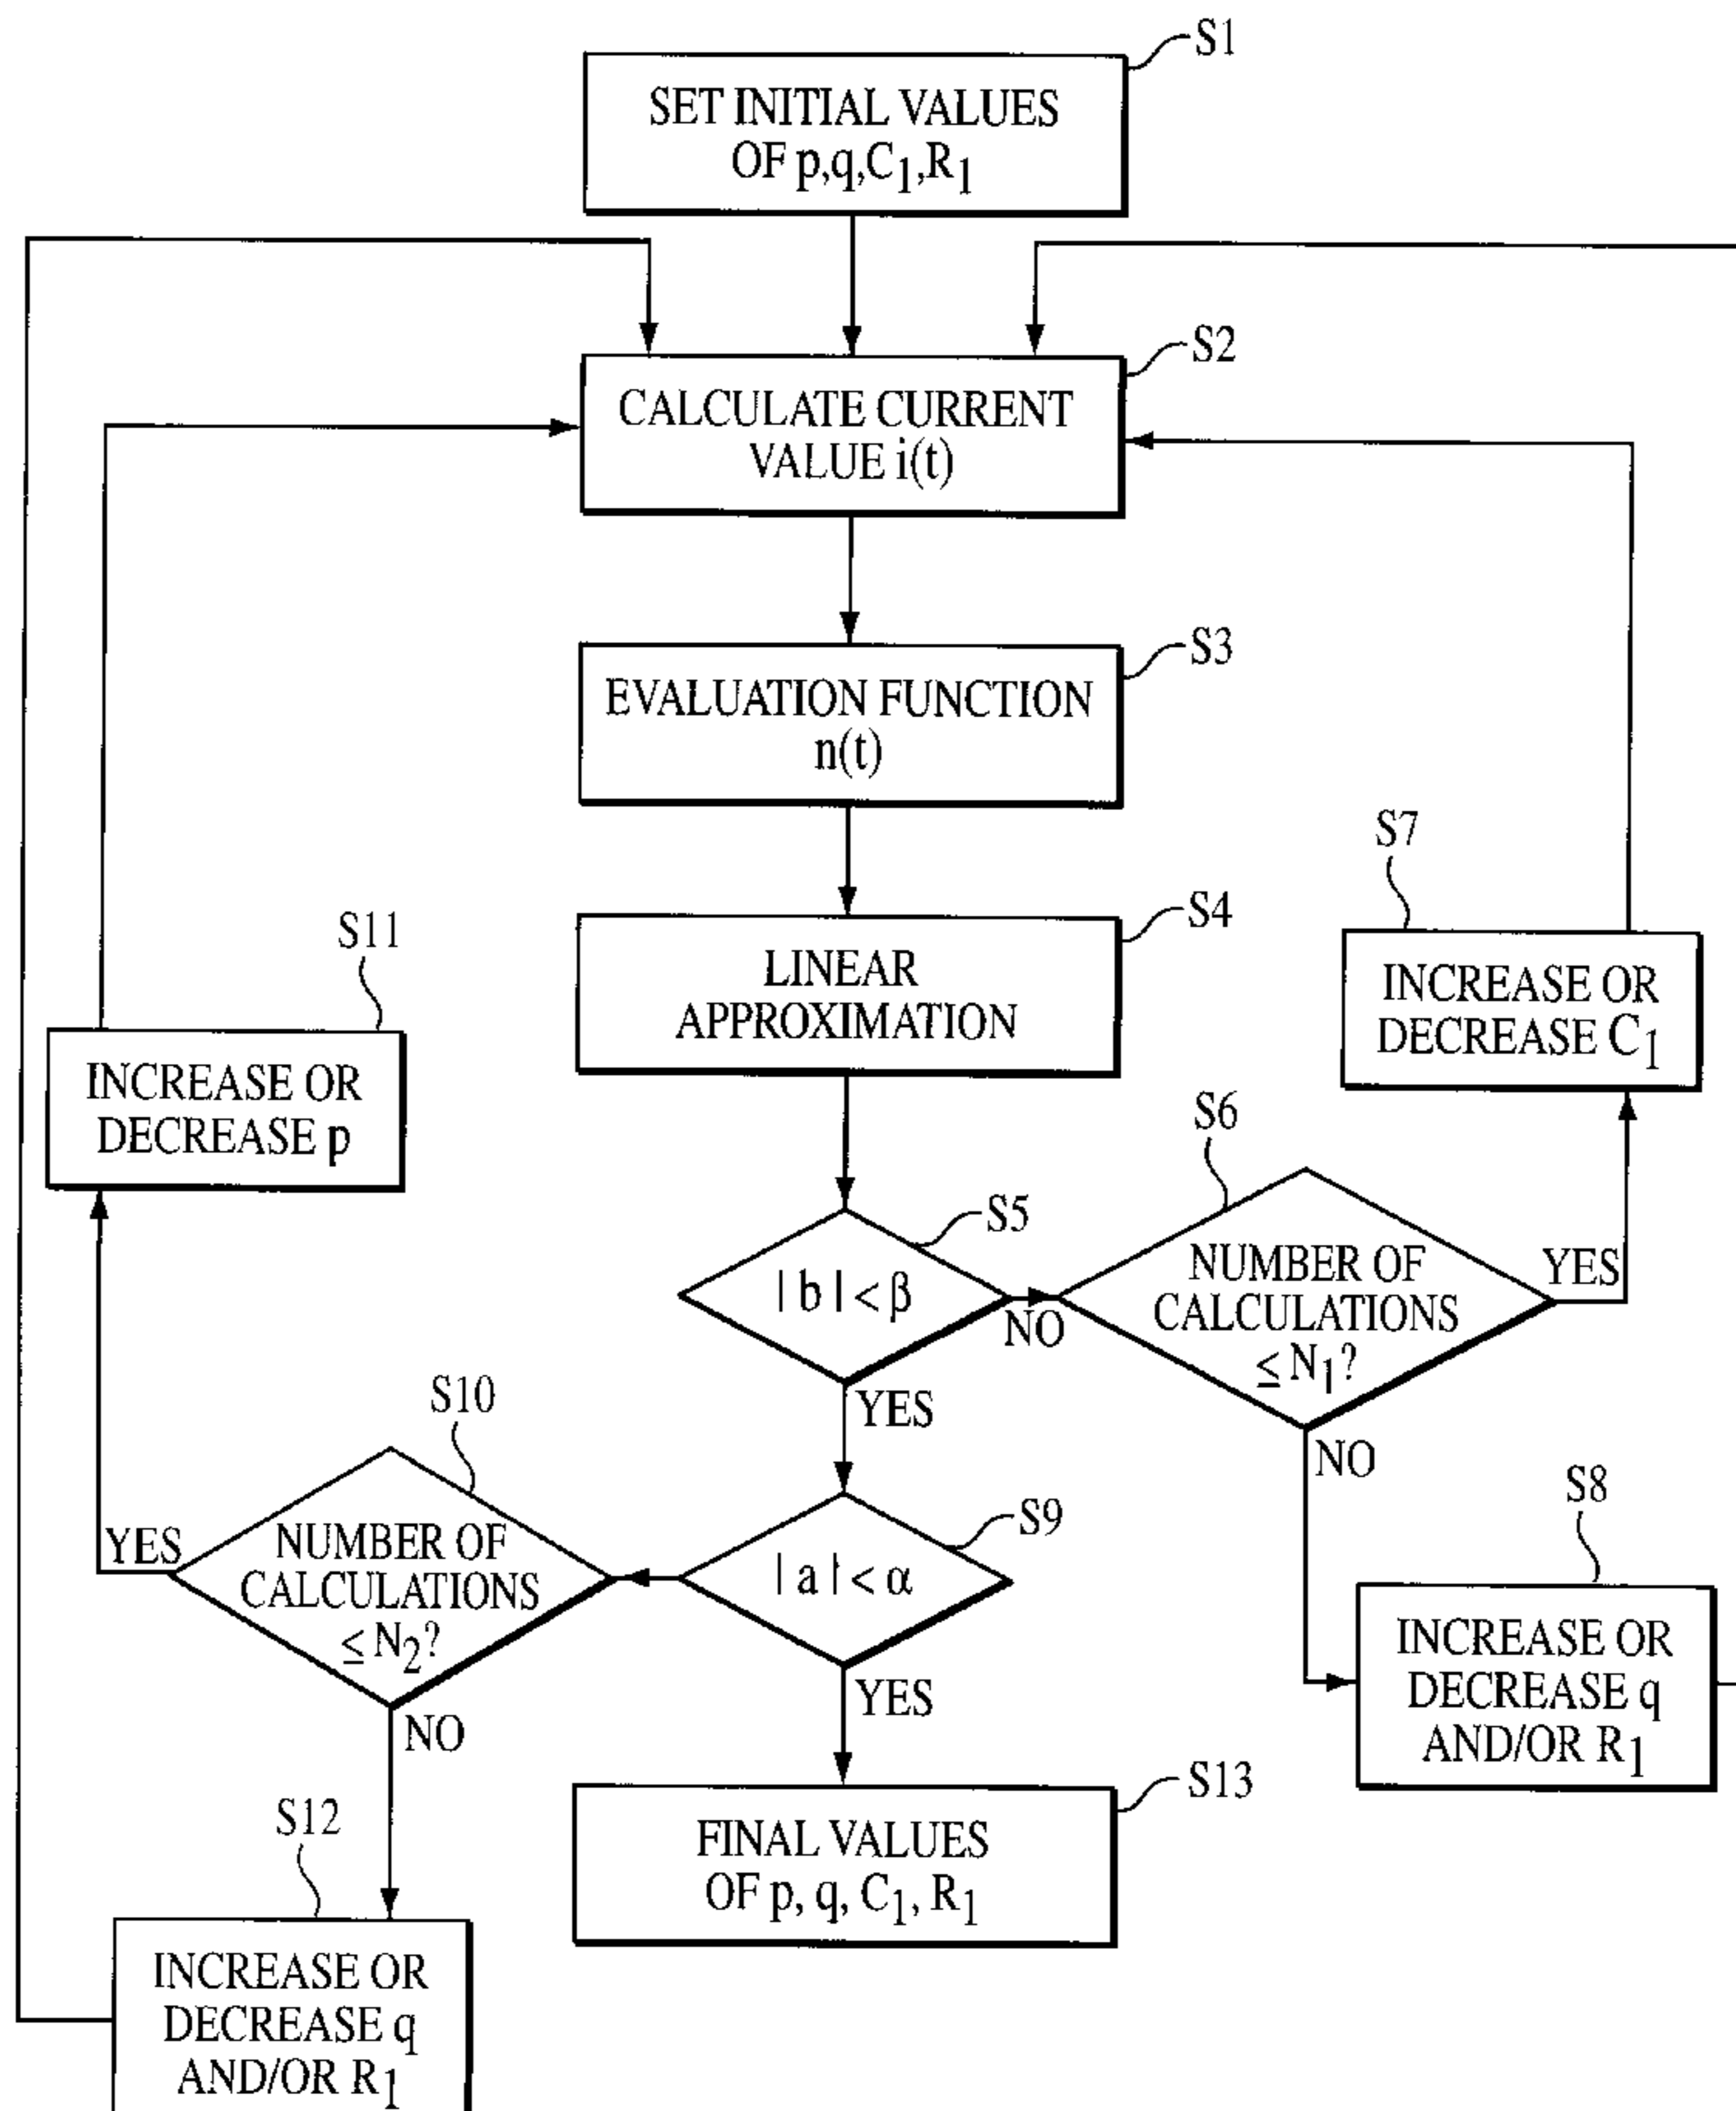 S1
SET INITIAL VALUES
OF p,q,C1,R1
S2
CALCULATE CURRENT
VALUE i(t)
S3
EVALUATION FUNCTION
n(t)
S4
LINEAR
APPROXIMATION
S7
INCREASE OR
DECREASE C1
S11
INCREASE OR
DECREASE p
S5
| b | < β
NO
YES
S6
NUMBER OF
CALCULATIONS
≤ N1?
YES
NO
S8
INCREASE OR
DECREASE q
AND/OR R1
S9
| a | < α
YES
S10
NUMBER OF
CALCULATIONS
≤ N2?
YES
NO
S12
INCREASE OR
DECREASE q
AND/OR R1
S13
FINAL VALUES
OF p, q, C1, R1